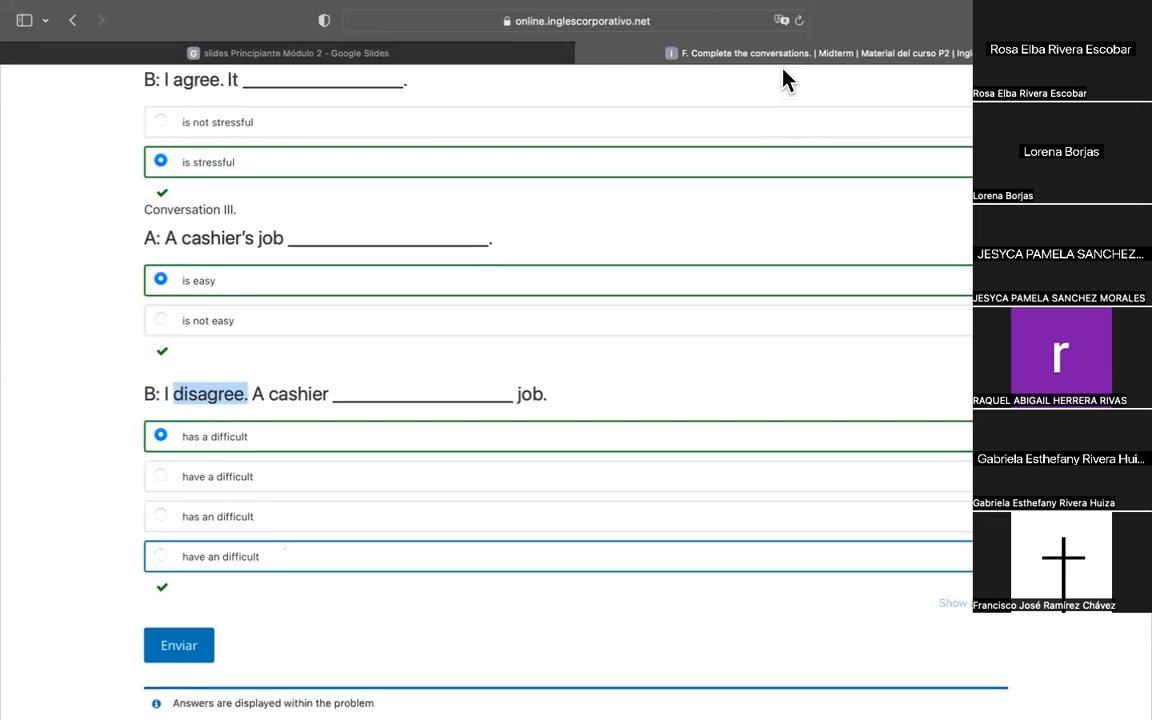 online.inglescorporativo.net
G slides Principiante Módulo 2 - Google Slides
I F. Complete the conversations. | Midterm | Material del curso P2 | Ingl
B: I agree. It ________________.
is not stressful
is stressful
Conversation III.
A: A cashier's job ____________________.
is easy
is not easy
B: I disagree. A cashier __________________ job.
has a difficult
have a difficult
has an difficult
have an difficult
Show
Enviar
Answers are displayed within the problem
Rosa Elba Rivera Escobar
Rosa Elba Rivera Escobar
Lorena Borjas
Lorena Borjas
JESYCA PAMELA SANCHEZ...
JESYCA PAMELA SANCHEZ MORALES
r
RAQUEL ABIGAIL HERRERA RIVAS
Gabriela Esthefany Rivera Hui...
Gabriela Esthefany Rivera Huiza
Francisco José Ramírez Chávez